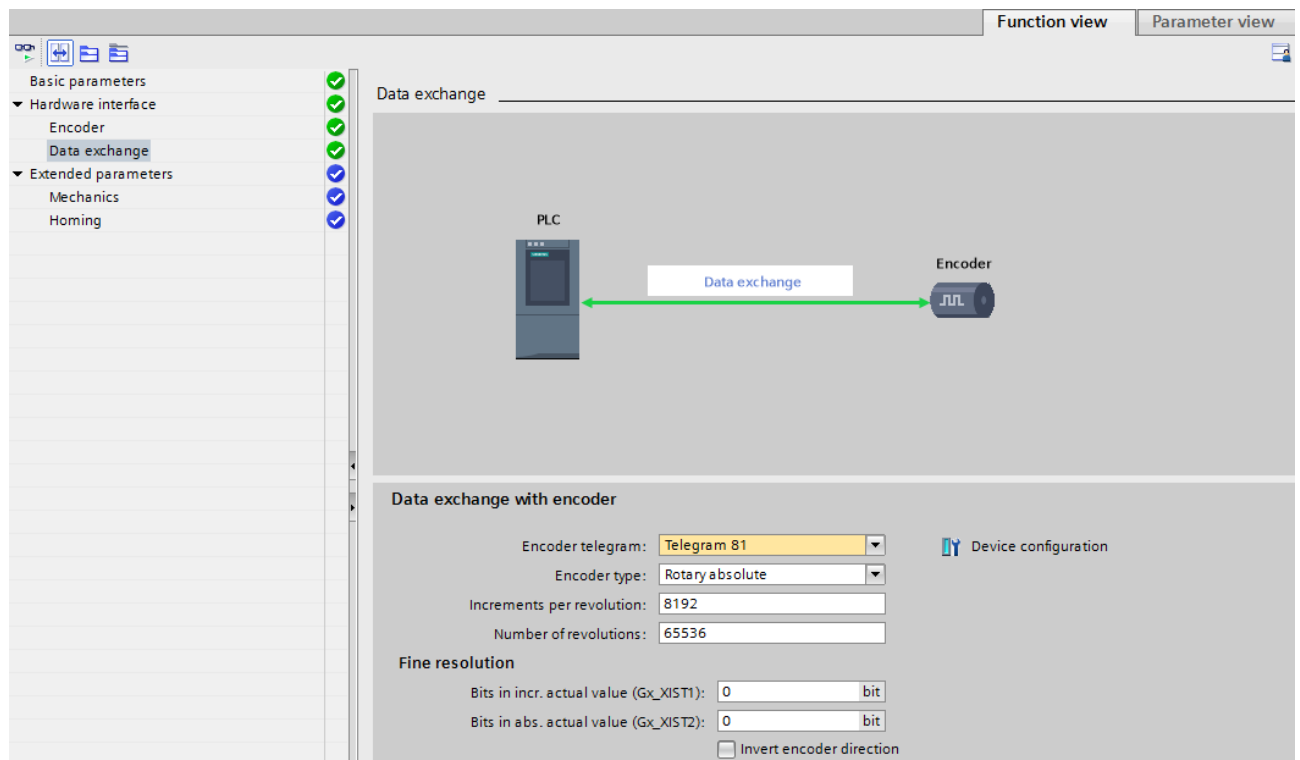 Function view
Parameter view
Basic parameters
Hardware interface
Encoder
Data exchange
Extended parameters
Mechanics
Homing
Data exchange
PLC
Data exchange
Encoder
Data exchange with encoder
Encoder telegram: Telegram 81
Device configuration
Encoder type: Rotary absolute
Increments per revolution: 8192
Number of revolutions: 65536
Fine resolution
Bits in incr. actual value (Gx_XIST1): 0 bit
Bits in abs. actual value (Gx_XIST2): 0 bit
Invert encoder direction